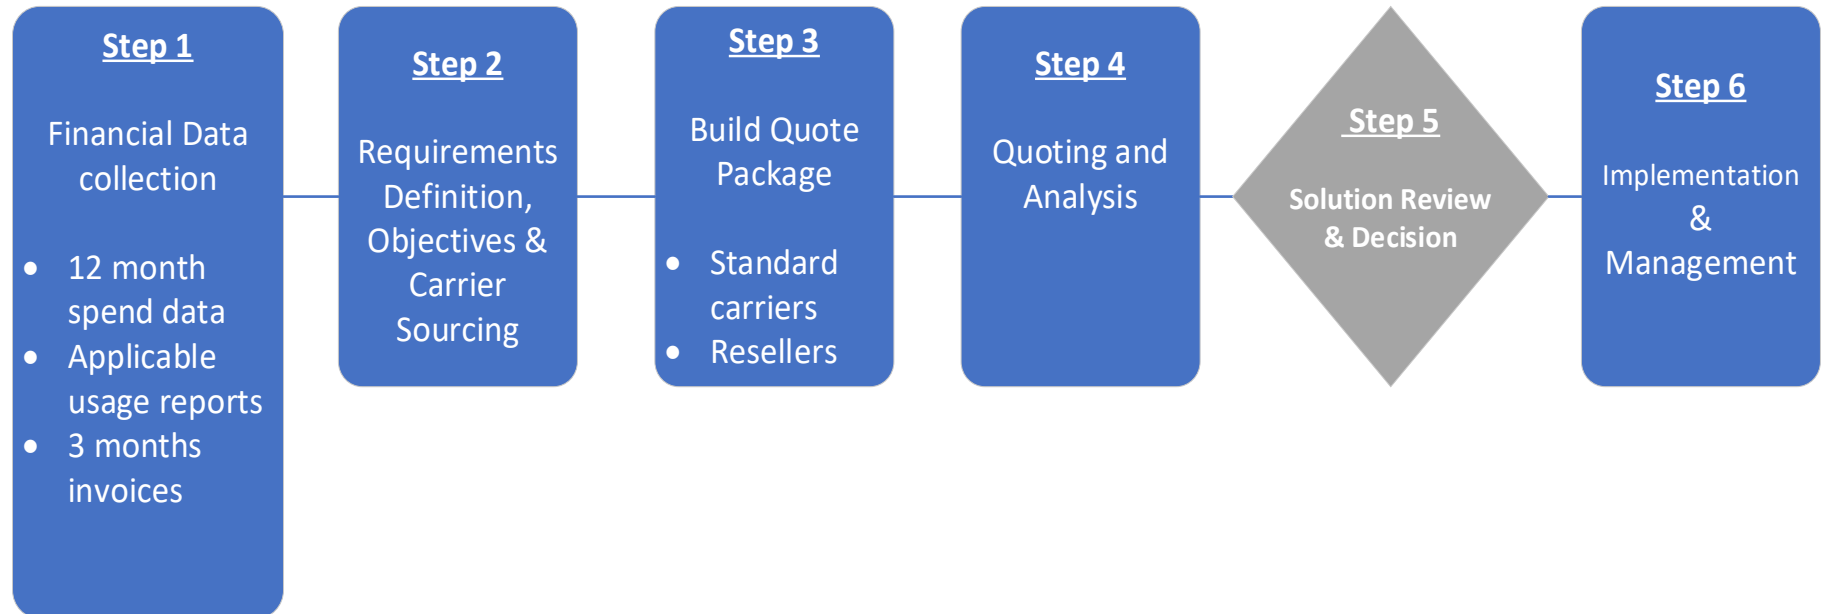 Step 1
Financial Data
collection
• 12 month
spend data
• Applicable
usage reports
• 3 months
invoices
Step 2
Requirements
Definition,
Objectives &
Carrier
Sourcing
Step 3
Build Quote
Package
• Standard
carriers
• Resellers
Step 4
Quoting and
Analysis
Step 5
Solution Review
& Decision
Step 6
Implementation
&
Management